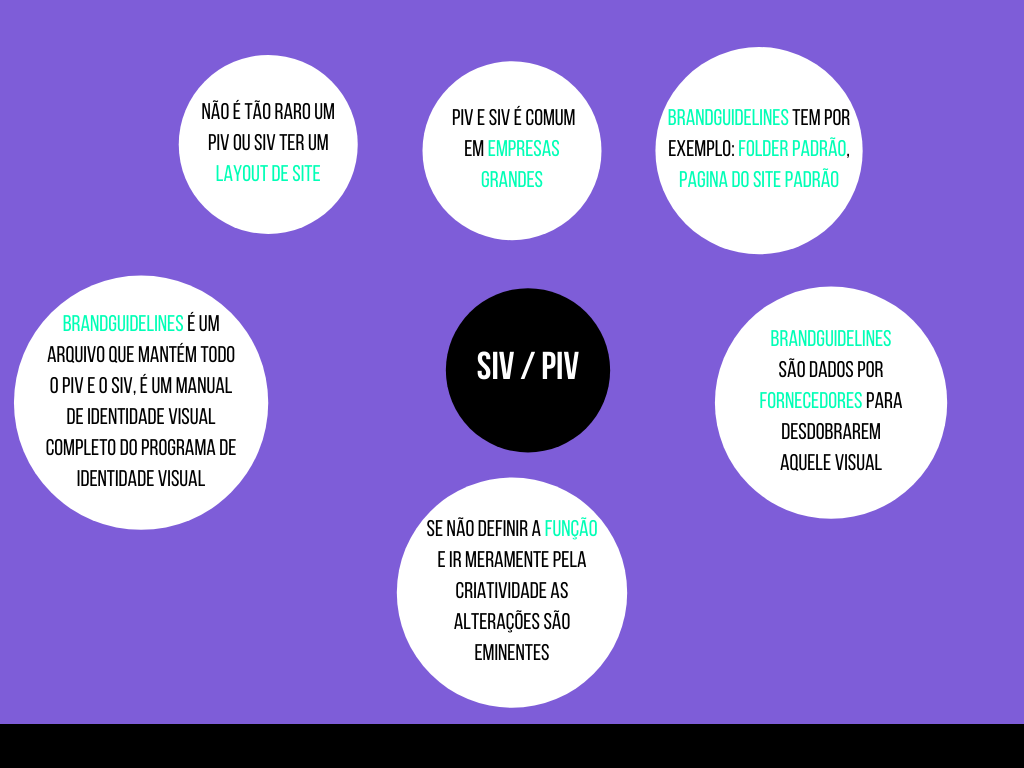 NÃO É TÃO RARO UM
PIV OU SIV TER UM
LAYOUT DE SITE
PIV E SIV É COMUM
EM EMPRESAS
GRANDES
BRANDGUIDELINES TEM POR
EXEMPLO: FOLDER PADRÃO,
PAGINA DO SITE PADRÃO
BRANDGUIDELINES É UM
ARQUIVO QUE MANTÉM TODO
O PIV E O SIV, É UM MANUAL
DE IDENTIDADE VISUAL
COMPLETO DO PROGRAMA DE
IDENTIDADE VISUAL
SIV / PIV
BRANDGUIDELINES
SÃO DADOS POR
FORNECEDORES PARA
DESDOBRAREM
AQUELE VISUAL
SE NÃO DEFINIR A FUNÇÃO
E IR MERAMENTE PELA
CRIATIVIDADE AS
ALTERAÇÕES SÃO
EMINENTES